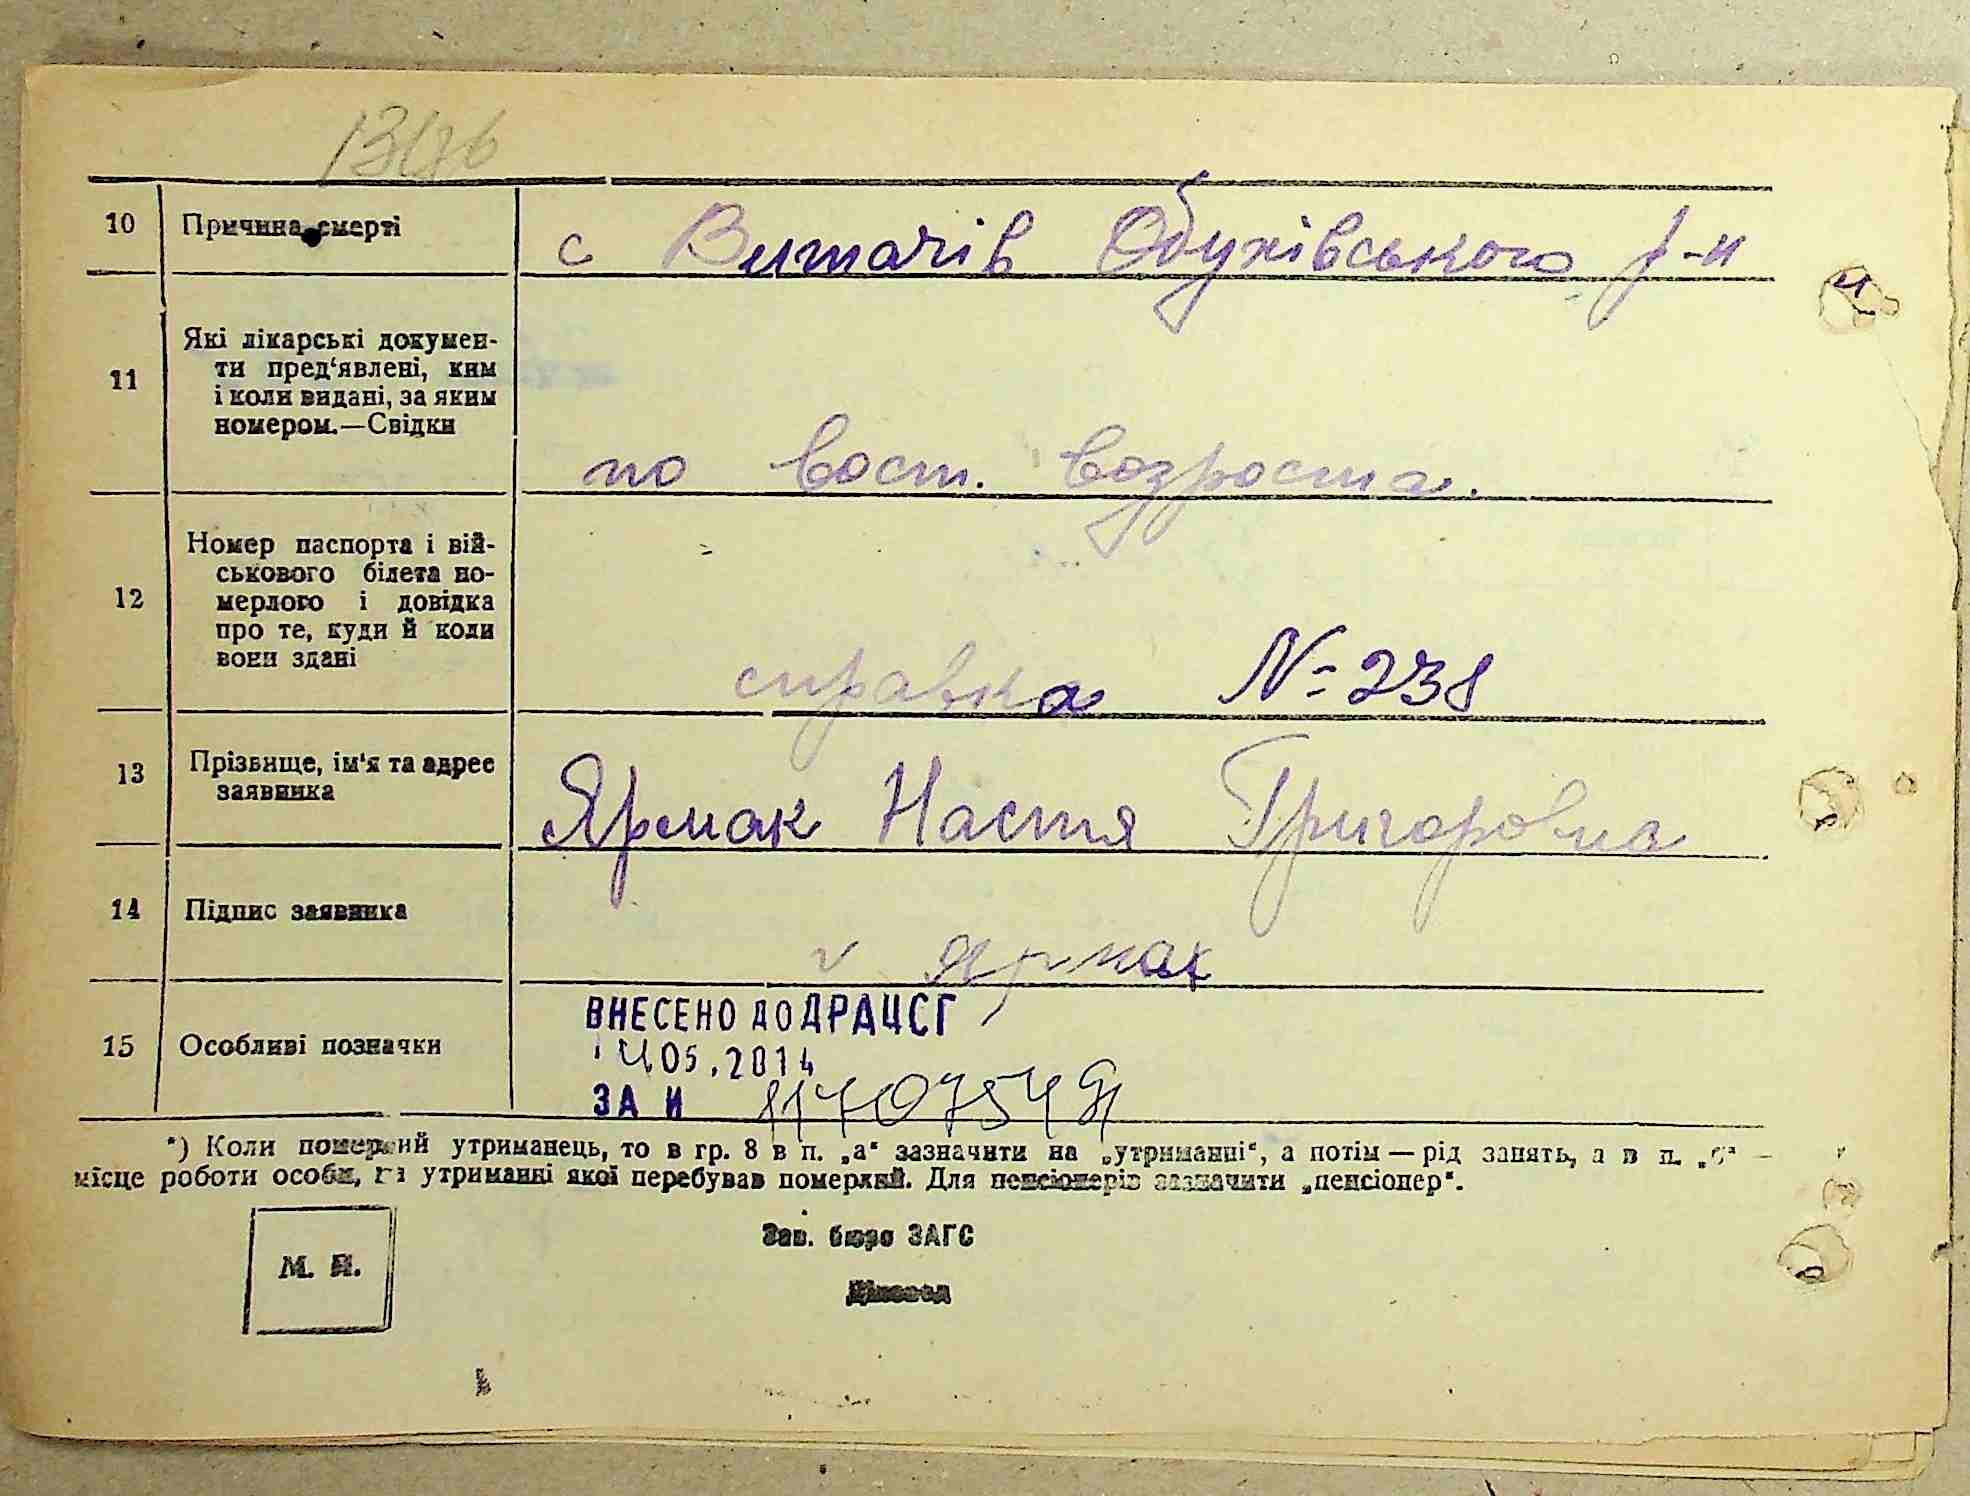 10 Причина смерті с Витачів Обухівського р-н
11 Які лікарські докумен-
ти пред'явлені, ким
і коли видані, за яким
номером.—Свідки
по вост. возроста.
12 Номер паспорта і вій-
ськового білета по-
мерлого і довідка
про те, куди й коли
вони здані
справка № 238
13 Прізвище, ім'я та адрес
заявника
Ярмак Настя Григоровна
14 Підпис заявника
v Ярмак
15 Особливі позначки
ВНЕСЕНО ДО ДРАЦСГ
05.2014
ЗА И
*) Коли померлий утриманець, то в гр. 8 в п. „а“ зазначити на „утриманні“, а потім — рід занять, а в п. „б“ —
місце роботи особи, на утриманні якої перебував померлий. Для пенсіонерів зазначити „пенсіонер“.
М. П.
Зав. бюро ЗАГС
Діловод